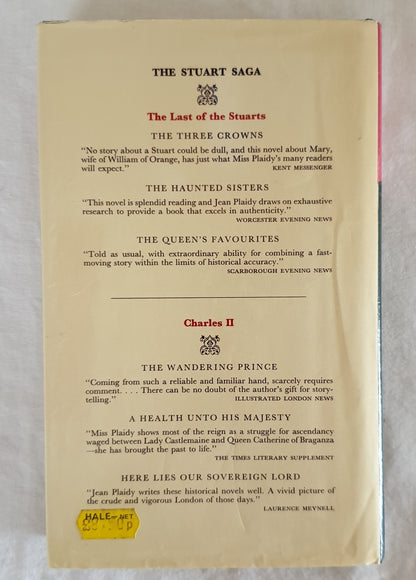 THE STUART SAGA
The Last of the Stuarts
THE THREE CROWNS
"No story about a Stuart could be dull, and this novel about Mary,
wife of William of Orange, has just what Miss Plaidy's many readers
will expect." KENT MESSENGER
THE HAUNTED SISTERS
"This novel is splendid reading and Jean Plaidy draws on exhaustive
research to provide a book that excels in authenticity."
WORCESTER EVENING NEWS
THE QUEEN'S FAVOURITES
"Told as usual, with extraordinary ability for combining a fast-
moving story within the limits of historical accuracy."
SCARBOROUGH EVENING NEWS
Charles II
THE WANDERING PRINCE
"Coming from such a reliable and familiar hand, scarcely requires
comment. . . . There can be no doubt of the author's gift for story-
telling." ILLUSTRATED LONDON NEWS
A HEALTH UNTO HIS MAJESTY
"Miss Plaidy shows most of the reign as a struggle for ascendancy
waged between Lady Castlemaine and Queen Catherine of Braganza
—she has brought the past to life."
THE TIMES LITERARY SUPPLEMENT
HERE LIES OUR SOVEREIGN LORD
"Jean Plaidy writes these historical novels well. A vivid picture of
the crude and vigorous London of those days."
LAURENCE MEYNELL
HALE NET